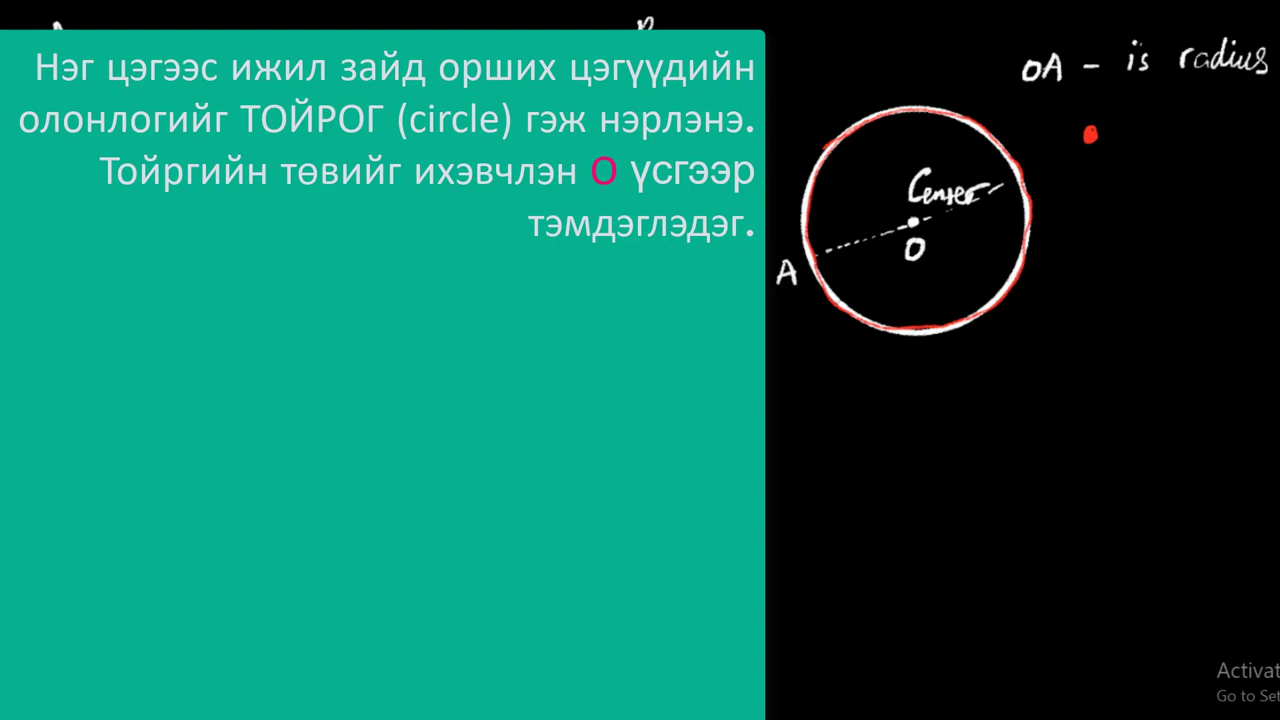 Нэг цэгээс ижил зайд орших цэгүүдийн
олонлогийг ТОЙРОГ (circle) гэж нэрлэнэ.
Тойргийн төвийг ихэвчлэн О үсгээр
тэмдэглэдэг.
OA - is radius
Center
O
A
Activat
Go to Set